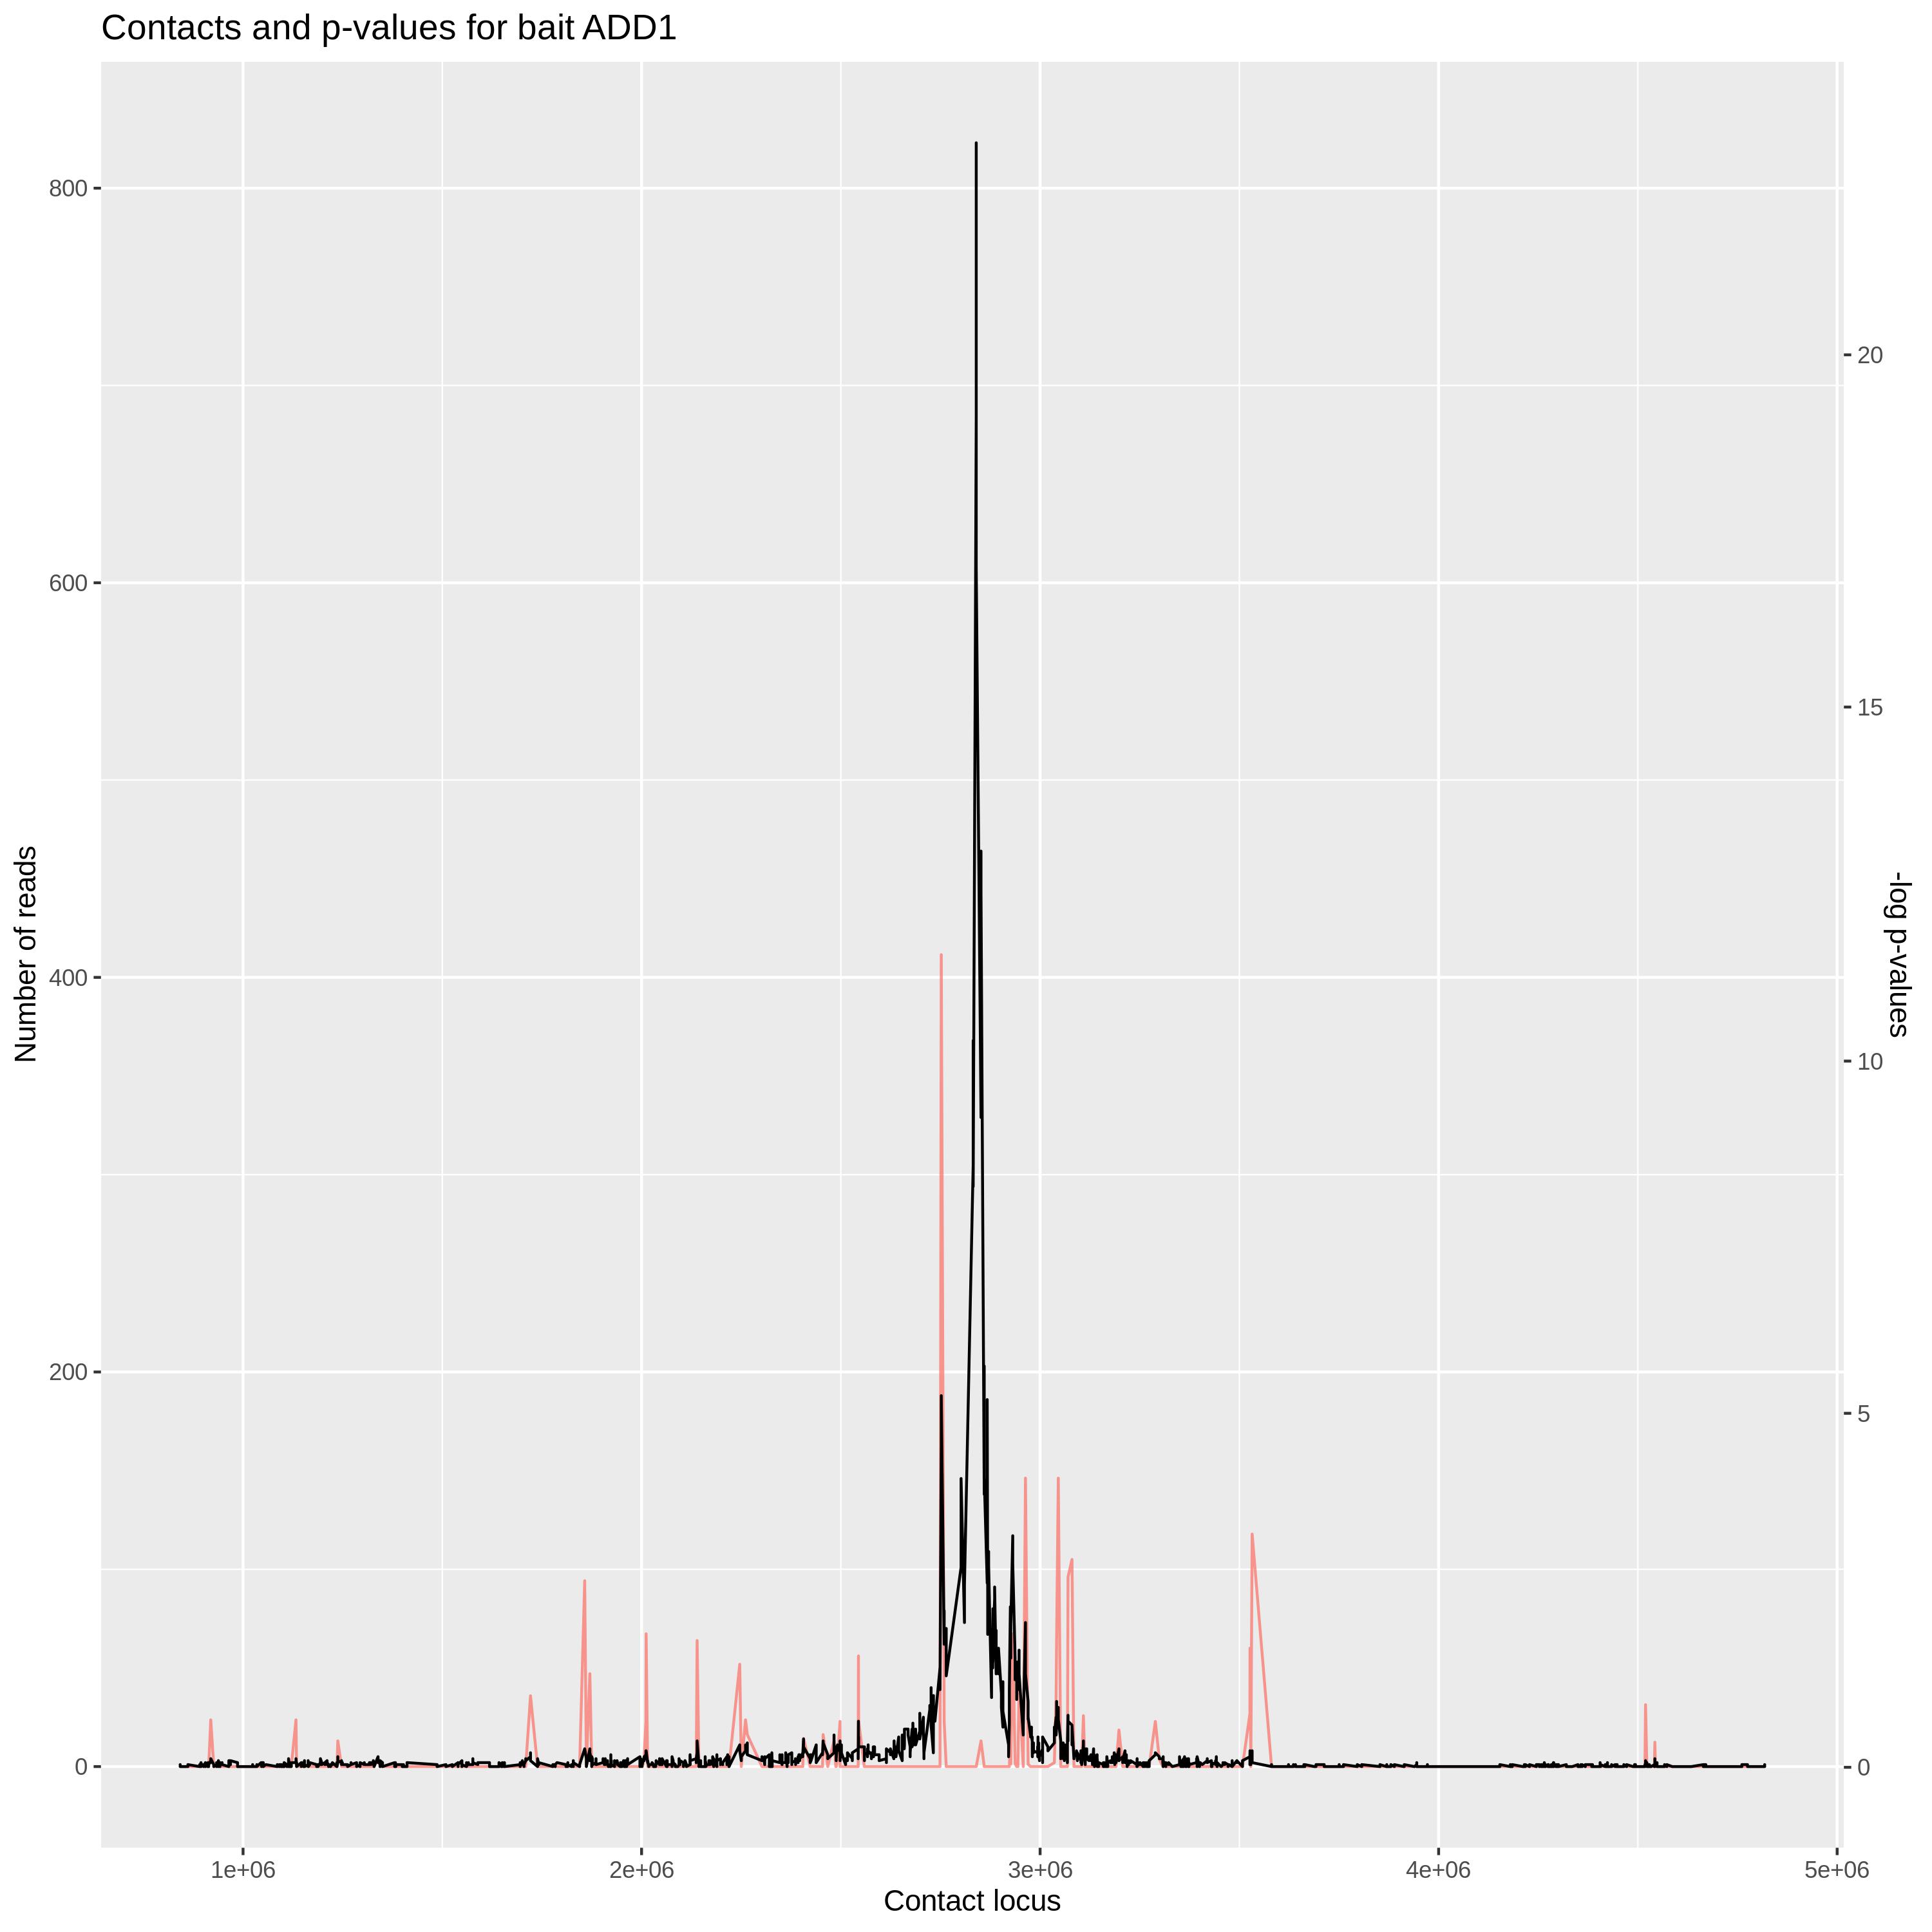 Contacts and p-values for bait ADD1
800
600
400
200
0
Number of reads
20
15
10
5
0
-log p-values
1e+06 2e+06 3e+06 4e+06 5e+06
Contact locus